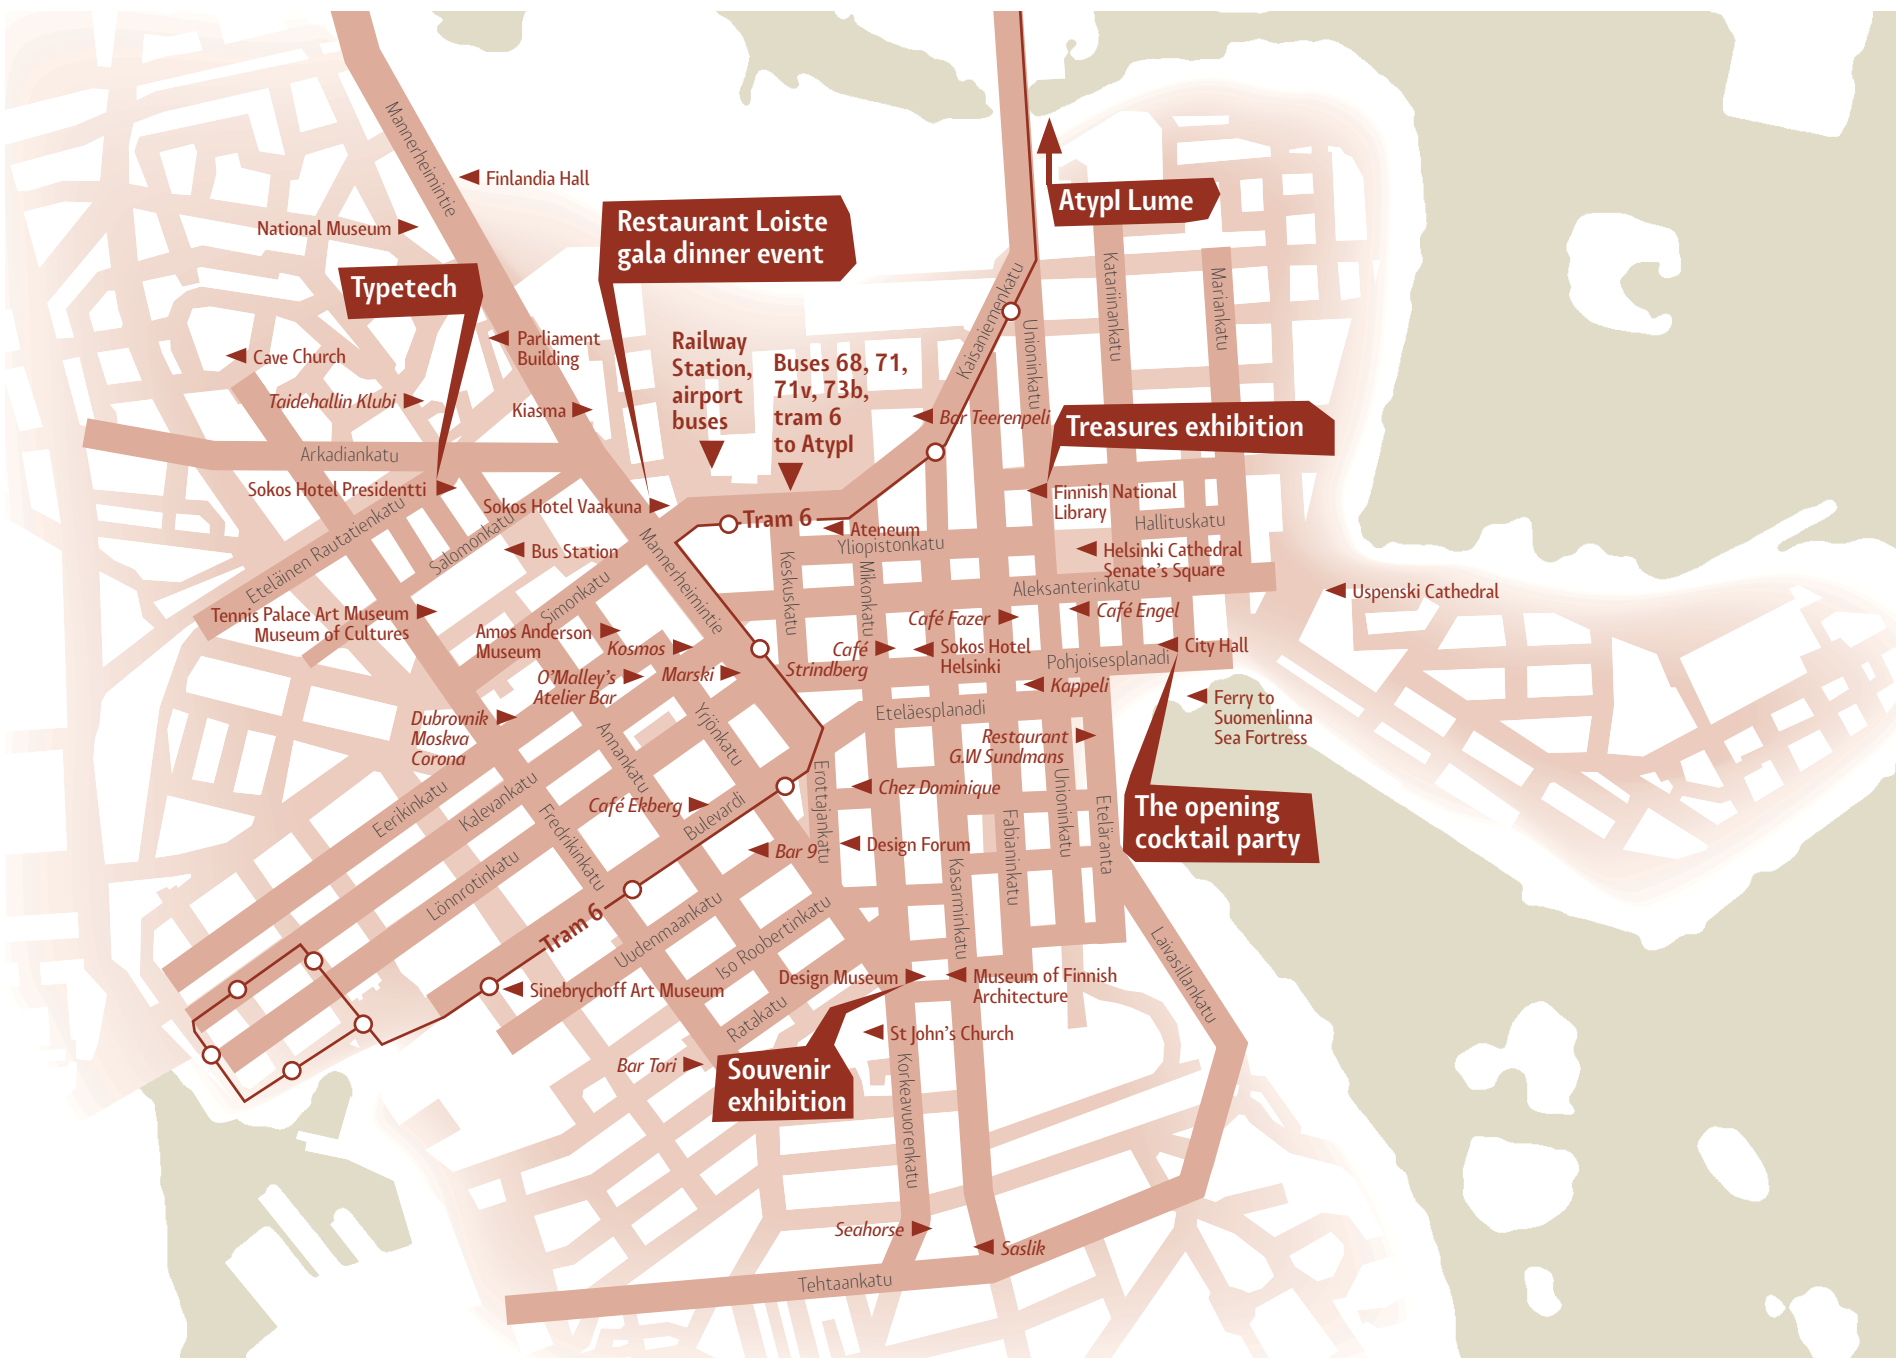 Mannerheimintie
Finlandia Hall
National Museum
Restaurant Loiste
gala dinner event
Atypl Lume
Typetech
Kaisaniemenkatu
Unioninkatu
Katariinankatu
Mariankatu
Parliament
Building
Cave Church
Taidehallin Klubi
Kiasma
Railway
Station,
airport
buses
Buses 68, 71,
71v, 73b,
tram 6
to Atypl
Bar Teerenpeli
Treasures exhibition
Arkadiankatu
Sokos Hotel Presidentti
Sokos Hotel Vaakuna
Finnish National
Library
Tram 6
Ateneum
Hallituskatu
Yliopistonkatu
Helsinki Cathedral
Senate's Square
Eteläinen Rautatienkatu
Salomonkatu
Bus Station
Simonkatu
Mannerheimintie
Keskuskatu
Mikonkatu
Aleksanterinkatu
Uspenski Cathedral
Tennis Palace Art Museum
Museum of Cultures
Amos Anderson
Museum
Kosmos
Café Fazer
Café Engel
Café
Strindberg
Sokos Hotel
Helsinki
City Hall
Pohjoisesplanadi
O'Malley's
Atelier Bar
Marski
Kappeli
Ferry to
Suomenlinna
Sea Fortress
Dubrovnik
Moskva
Corona
Annankatu
Yrjönkatu
Eteläesplanadi
Restaurant
G.W Sundmans
Eerikinkatu
Kalevankatu
Fredrikinkatu
Café Ekberg
Bulevardi
Erottajankatu
Chez Dominique
Unioninkatu
Eteläranta
The opening
cocktail party
Bar 9
Design Forum
Fabianinkatu
Kasarminkatu
Lönnrotinkatu
Tram 6
Uudenmaankatu
Iso Roobertinkatu
Laivasillankatu
Sinebrychoff Art Museum
Design Museum
Museum of Finnish
Architecture
Ratakatu
St John's Church
Bar Tori
Souvenir
exhibition
Korkeavuorenkatu
Seahorse
Saslik
Tehtaankatu